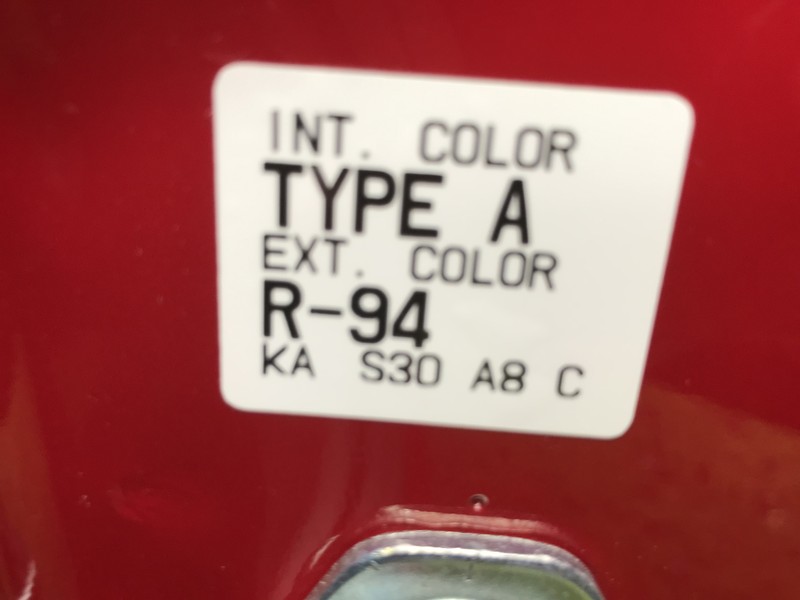 INT. COLOR
TYPE A
EXT. COLOR
R-94
KA S30 A8 C